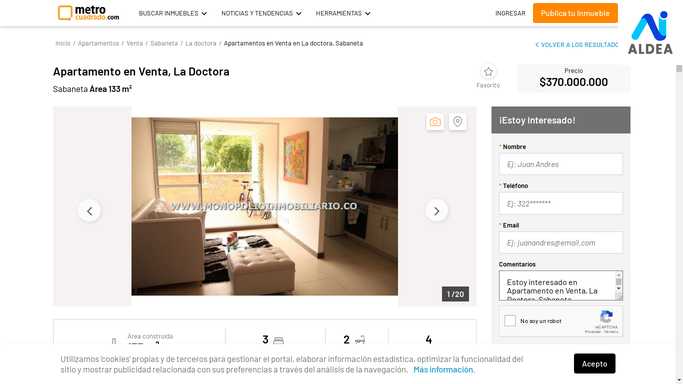 metro
cuadrado.com
BUSCAR INMUEBLES
NOTICIAS Y TENDENCIAS
HERRAMIENTAS
INGRESAR
Publica tu Inmueble
ALDEA
Inicio / Apartamentos / Venta / Sabaneta / La doctora / Apartamentos en Venta en La doctora, Sabaneta
VOLVER A LOS RESULTADO
Apartamento en Venta, La Doctora
Sabaneta Área 133 m²
Favorito
Precio
$370.000.000
¡Estoy Interesado!
* Nombre
Ej: Juan Andres
* Teléfono
Ej: 322*******
* Email
Ej: juanandres@email.com
Comentarios
Estoy interesado en
Apartamento en Venta, La
Doctora, Sabaneta
No soy un robot
reCAPTCHA
Privacidad - Términos
WWW.MONOPOLIOINMOBILIARIO.CO
1 / 20
Área construida
3
2
4
Utilizamos 'cookies' propias y de terceros para gestionar el portal, elaborar información estadística, optimizar la funcionalidad del
sitio y mostrar publicidad relacionada con sus preferencias a través del análisis de la navegación. Más información.
Acepto